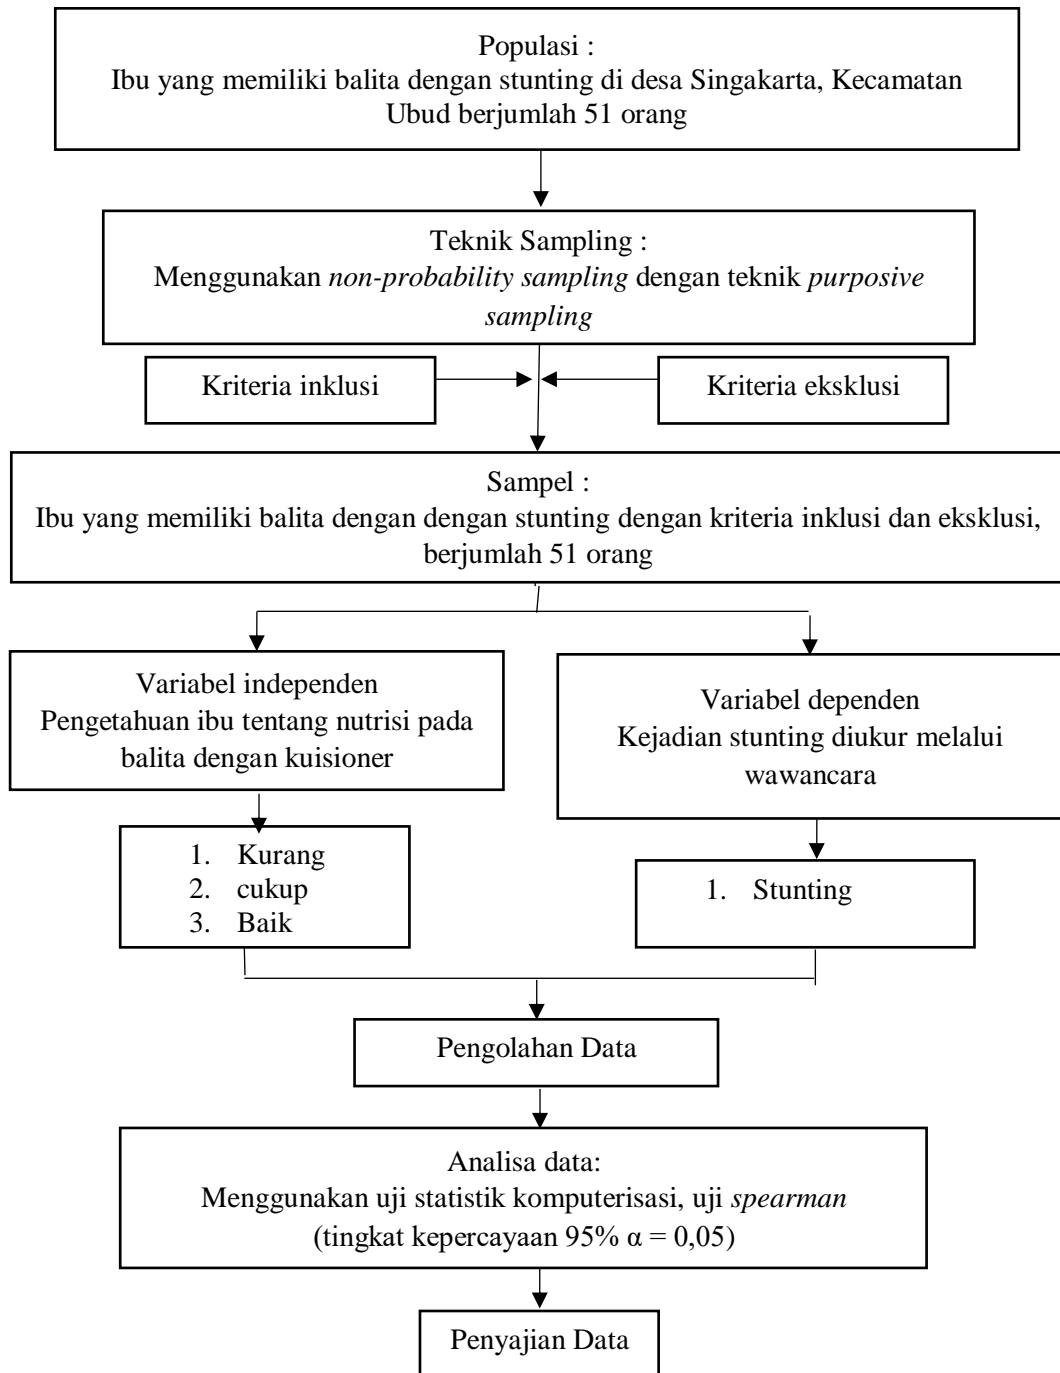 Populasi :
Ibu yang memiliki balita dengan stunting di desa Singakarta, Kecamatan
Ubud berjumlah 51 orang
Teknik Sampling :
Menggunakan non-probability sampling dengan teknik purposive
sampling
Kriteria inklusi
Kriteria eksklusi
Sampel :
Ibu yang memiliki balita dengan dengan stunting dengan kriteria inklusi dan eksklusi,
berjumlah 51 orang
Variabel independen
Pengetahuan ibu tentang nutrisi pada
balita dengan kuisioner
Variabel dependen
Kejadian stunting diukur melalui
wawancara
1. Kurang
2. cukup
3. Baik
1. Stunting
Pengolahan Data
Analisa data:
Menggunakan uji statistik komputerisasi, uji spearman
(tingkat kepercayaan 95% α = 0,05)
Penyajian Data